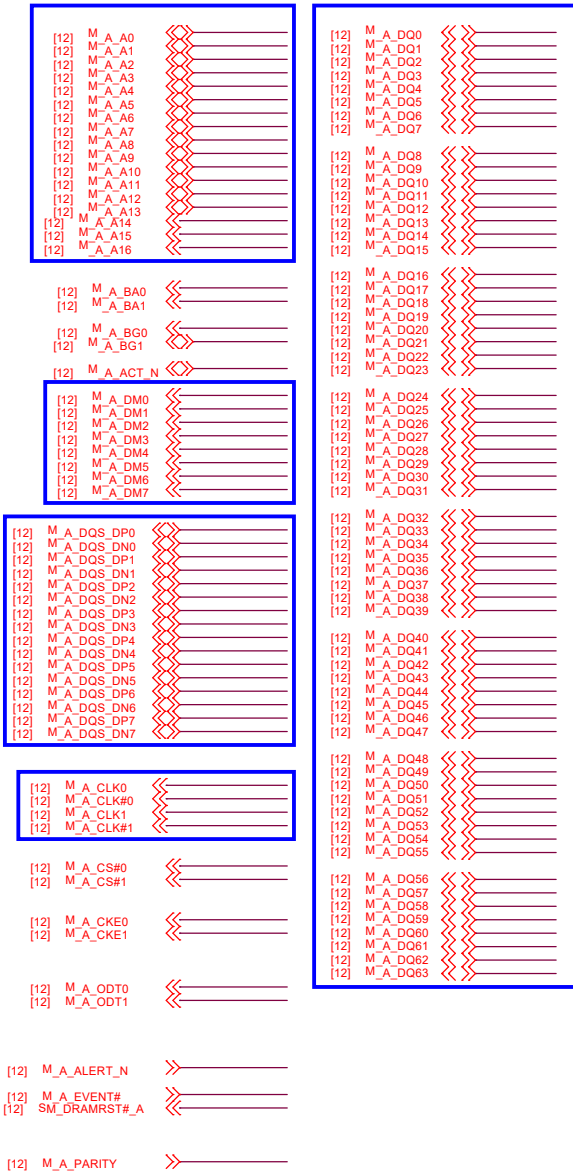 [12] M_A_A0
[12] M_A_A1
[12] M_A_A2
[12] M_A_A3
[12] M_A_A4
[12] M_A_A5
[12] M_A_A6
[12] M_A_A7
[12] M_A_A8
[12] M_A_A9
[12] M_A_A10
[12] M_A_A11
[12] M_A_A12
[12] M_A_A13
[12] M_A_A14
[12] M_A_A15
[12] M_A_A16
[12] M_A_BA0
[12] M_A_BA1
[12] M_A_BG0
[12] M_A_BG1
[12] M_A_ACT_N
[12] M_A_DM0
[12] M_A_DM1
[12] M_A_DM2
[12] M_A_DM3
[12] M_A_DM4
[12] M_A_DM5
[12] M_A_DM6
[12] M_A_DM7
[12] M_A_DQS_DP0
[12] M_A_DQS_DN0
[12] M_A_DQS_DP1
[12] M_A_DQS_DN1
[12] M_A_DQS_DP2
[12] M_A_DQS_DN2
[12] M_A_DQS_DP3
[12] M_A_DQS_DN3
[12] M_A_DQS_DP4
[12] M_A_DQS_DN4
[12] M_A_DQS_DP5
[12] M_A_DQS_DN5
[12] M_A_DQS_DP6
[12] M_A_DQS_DN6
[12] M_A_DQS_DP7
[12] M_A_DQS_DN7
[12] M_A_CLK0
[12] M_A_CLK#0
[12] M_A_CLK1
[12] M_A_CLK#1
[12] M_A_CS#0
[12] M_A_CS#1
[12] M_A_CKE0
[12] M_A_CKE1
[12] M_A_ODT0
[12] M_A_ODT1
[12] M_A_ALERT_N
[12] M_A_EVENT#
[12] SM_DRAMRST#_A
[12] M_A_PARITY
[12] M_A_DQ0
[12] M_A_DQ1
[12] M_A_DQ2
[12] M_A_DQ3
[12] M_A_DQ4
[12] M_A_DQ5
[12] M_A_DQ6
[12] M_A_DQ7
[12] M_A_DQ8
[12] M_A_DQ9
[12] M_A_DQ10
[12] M_A_DQ11
[12] M_A_DQ12
[12] M_A_DQ13
[12] M_A_DQ14
[12] M_A_DQ15
[12] M_A_DQ16
[12] M_A_DQ17
[12] M_A_DQ18
[12] M_A_DQ19
[12] M_A_DQ20
[12] M_A_DQ21
[12] M_A_DQ22
[12] M_A_DQ23
[12] M_A_DQ24
[12] M_A_DQ25
[12] M_A_DQ26
[12] M_A_DQ27
[12] M_A_DQ28
[12] M_A_DQ29
[12] M_A_DQ30
[12] M_A_DQ31
[12] M_A_DQ32
[12] M_A_DQ33
[12] M_A_DQ34
[12] M_A_DQ35
[12] M_A_DQ36
[12] M_A_DQ37
[12] M_A_DQ38
[12] M_A_DQ39
[12] M_A_DQ40
[12] M_A_DQ41
[12] M_A_DQ42
[12] M_A_DQ43
[12] M_A_DQ44
[12] M_A_DQ45
[12] M_A_DQ46
[12] M_A_DQ47
[12] M_A_DQ48
[12] M_A_DQ49
[12] M_A_DQ50
[12] M_A_DQ51
[12] M_A_DQ52
[12] M_A_DQ53
[12] M_A_DQ54
[12] M_A_DQ55
[12] M_A_DQ56
[12] M_A_DQ57
[12] M_A_DQ58
[12] M_A_DQ59
[12] M_A_DQ60
[12] M_A_DQ61
[12] M_A_DQ62
[12] M_A_DQ63